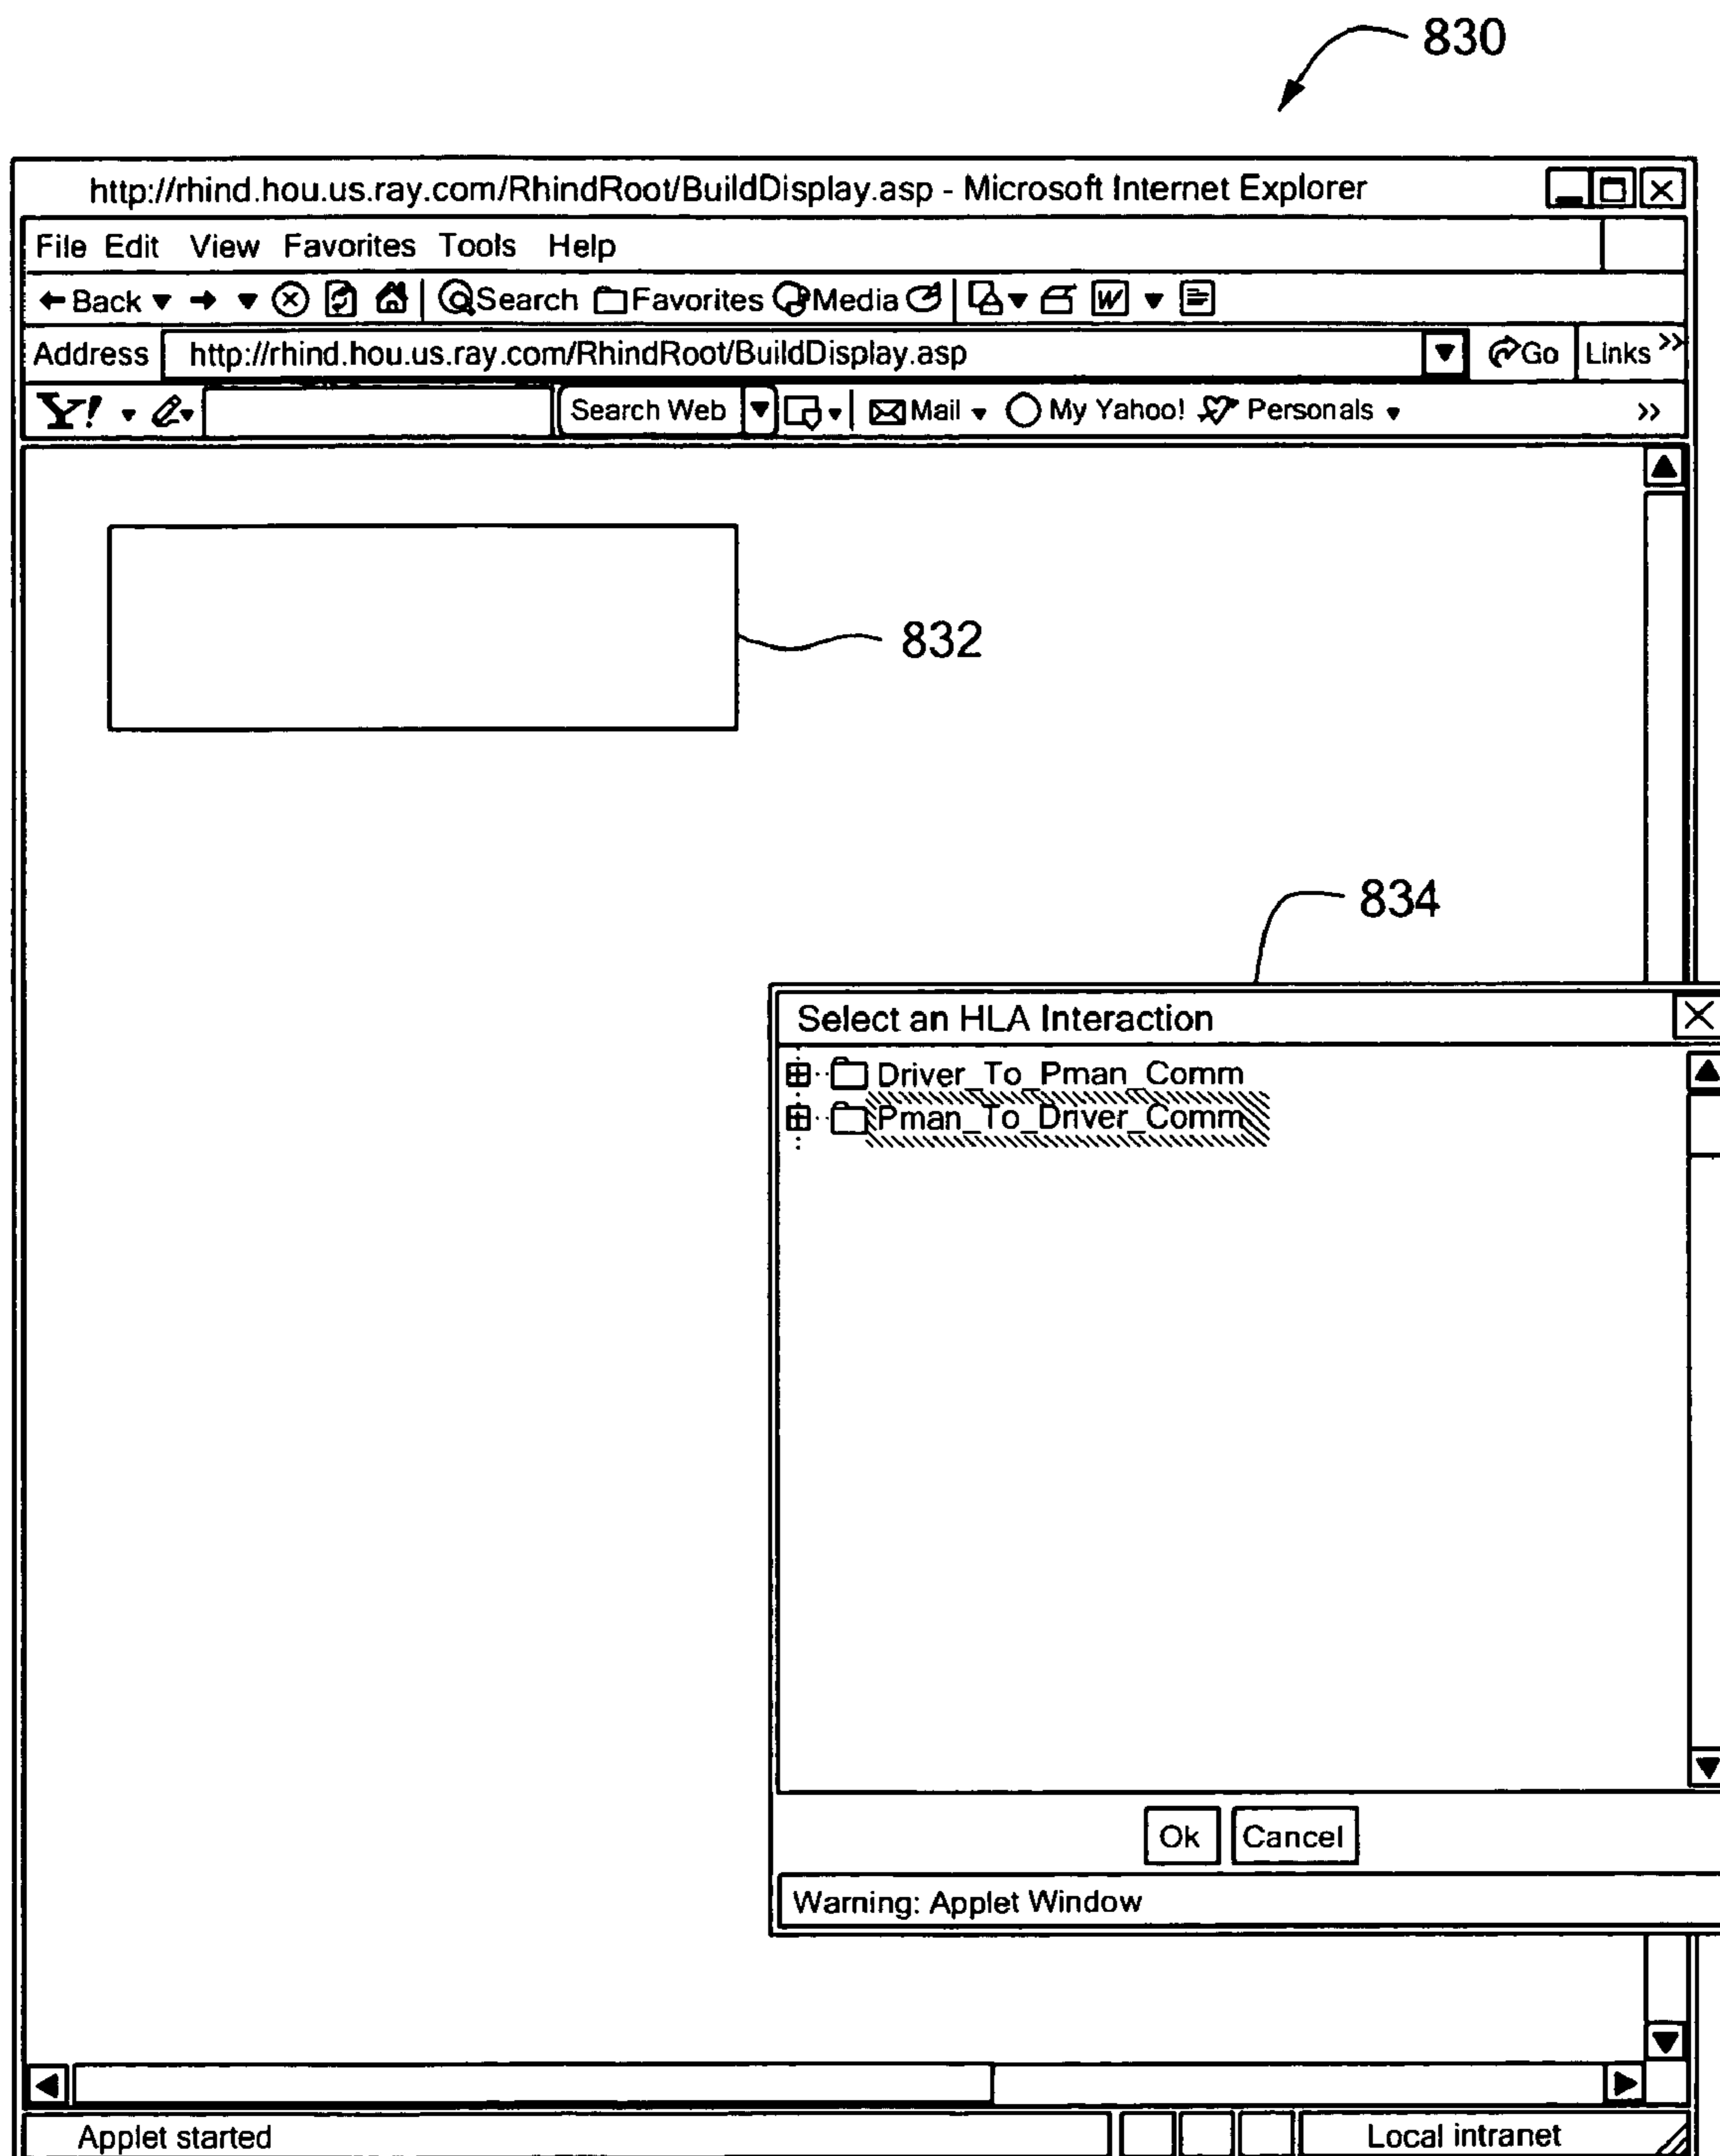 830
http://rhind.hou.us.ray.com/RhindRoot/BuildDisplay.asp - Microsoft Internet Explorer
File Edit View Favorites Tools Help
Back Search Favorites Media W
Address http://rhind.hou.us.ray.com/RhindRoot/BuildDisplay.asp Go Links >>
Y! Search Web Mail My Yahoo! Personals >>
832
834
Select an HLA Interaction
Driver_To_Pman_Comm
Pman_To_Driver_Comm
Ok Cancel
Warning: Applet Window
Applet started Local intranet